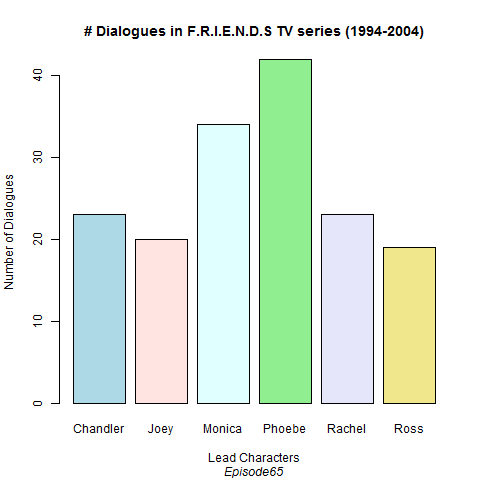 # Dialogues in F.R.I.E.N.D.S TV series (1994-2004)
Number of Dialogues
40
30
20
10
0
Chandler Joey Monica Phoebe Rachel Ross
Lead Characters
Episode65